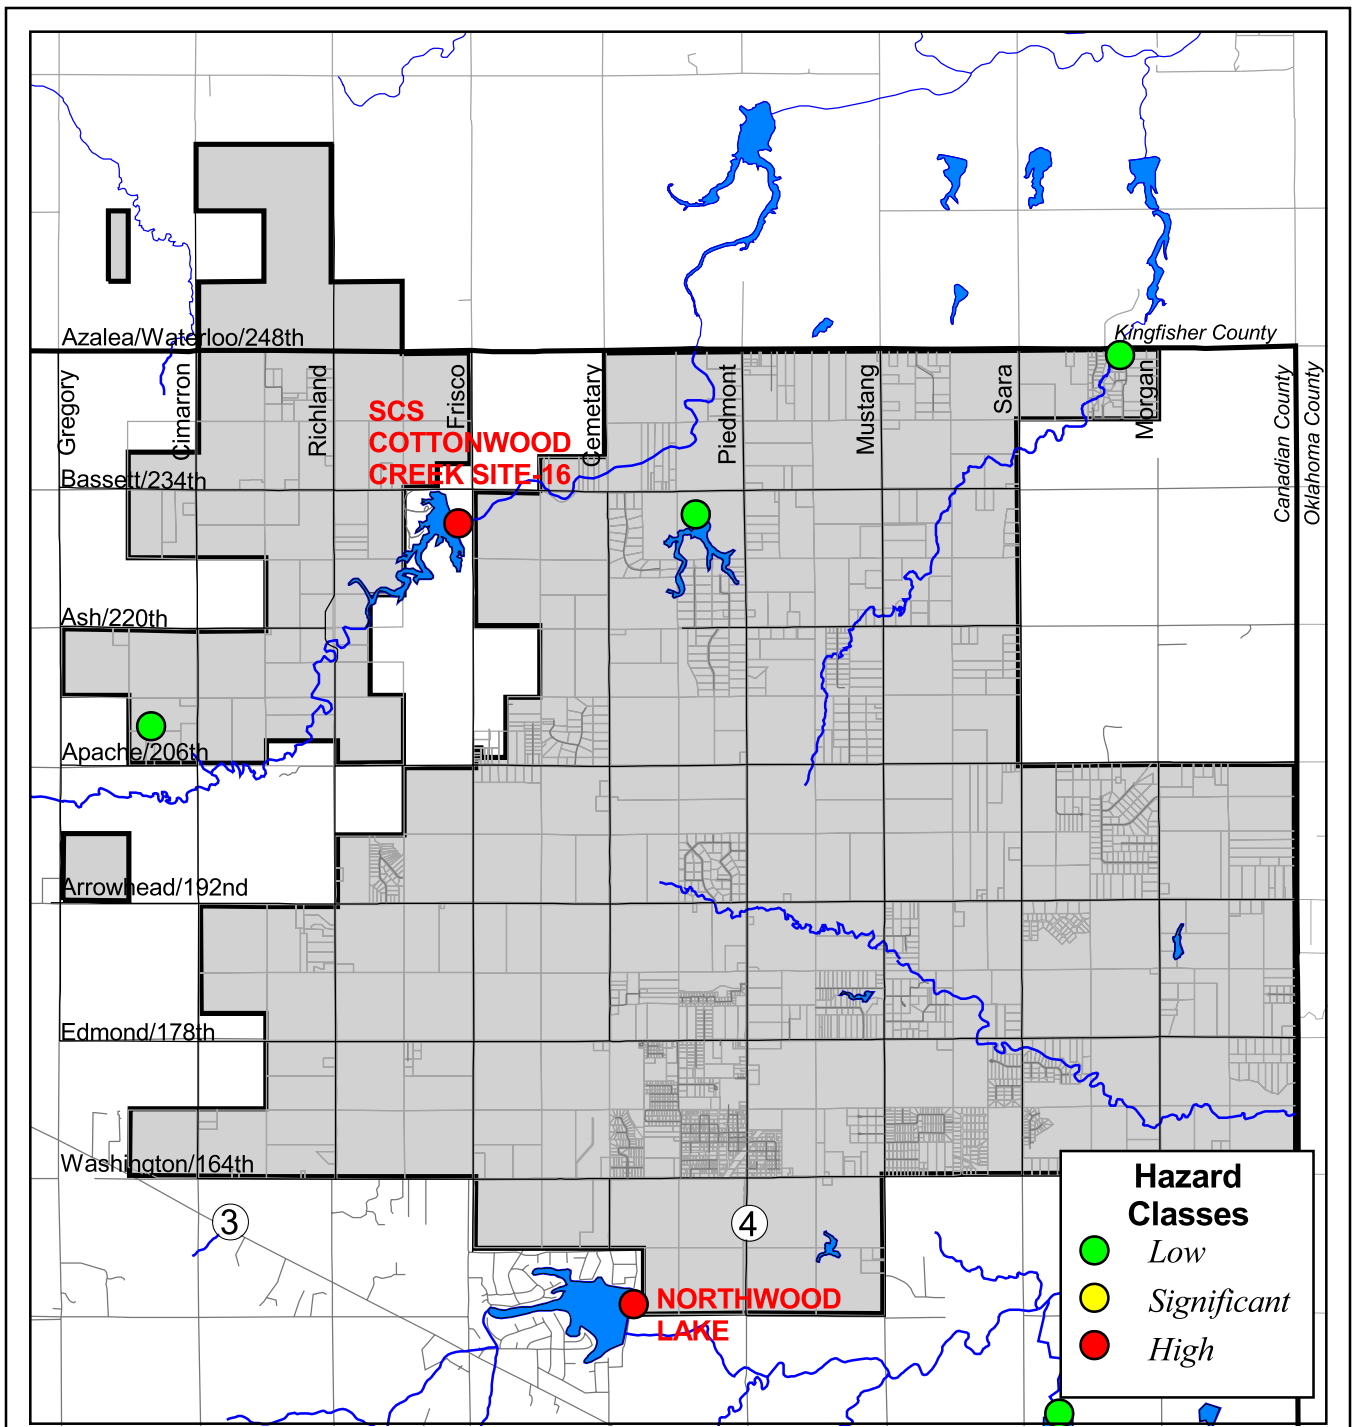 Kingfisher County
Azalea/Waterloo/248th
Gregory
Cimarron
Richland
Frisco
Cemetary
Piedmont
Mustang
Sara
Morgan
Canadian County
Oklahoma County
SCS
COTTONWOOD
CREEK SITE-16
Bassett/234th
Ash/220th
Apache/206th
Arrowhead/192nd
Edmond/178th
Washington/164th
3
4
NORTHWOOD
LAKE
Hazard
Classes
Low
Significant
High